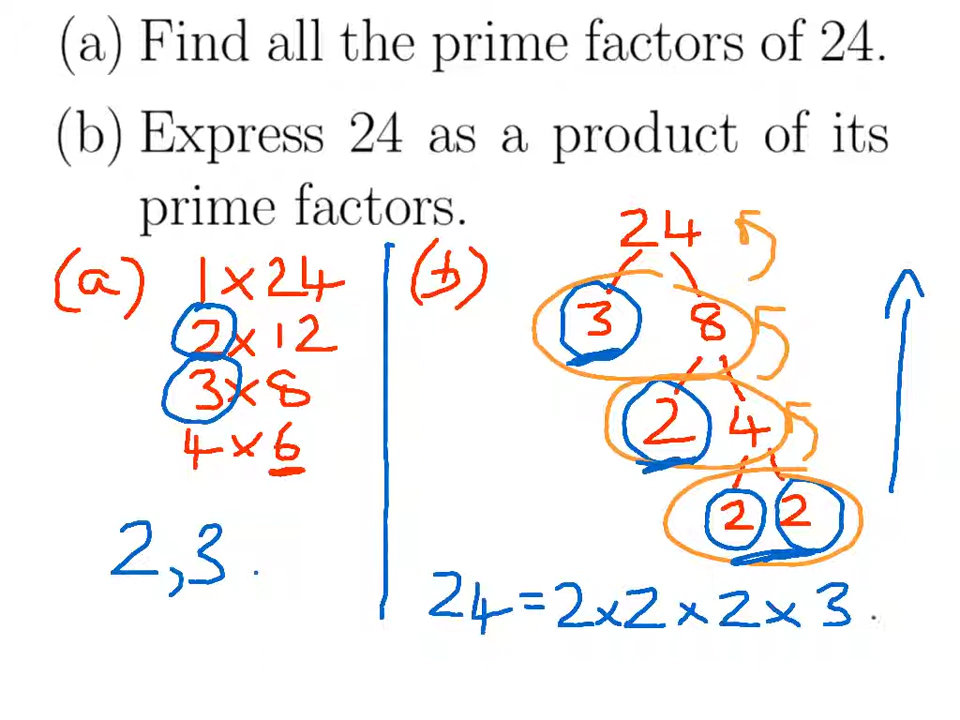 (a) Find all the prime factors of 24.
(b) Express 24 as a product of its
prime factors.
(a) 1 × 24
2 × 12
3 × 8
4 × 6
2, 3 .
(b) 24
3 8
2 4
2 2
24 = 2 × 2 × 2 × 3 .